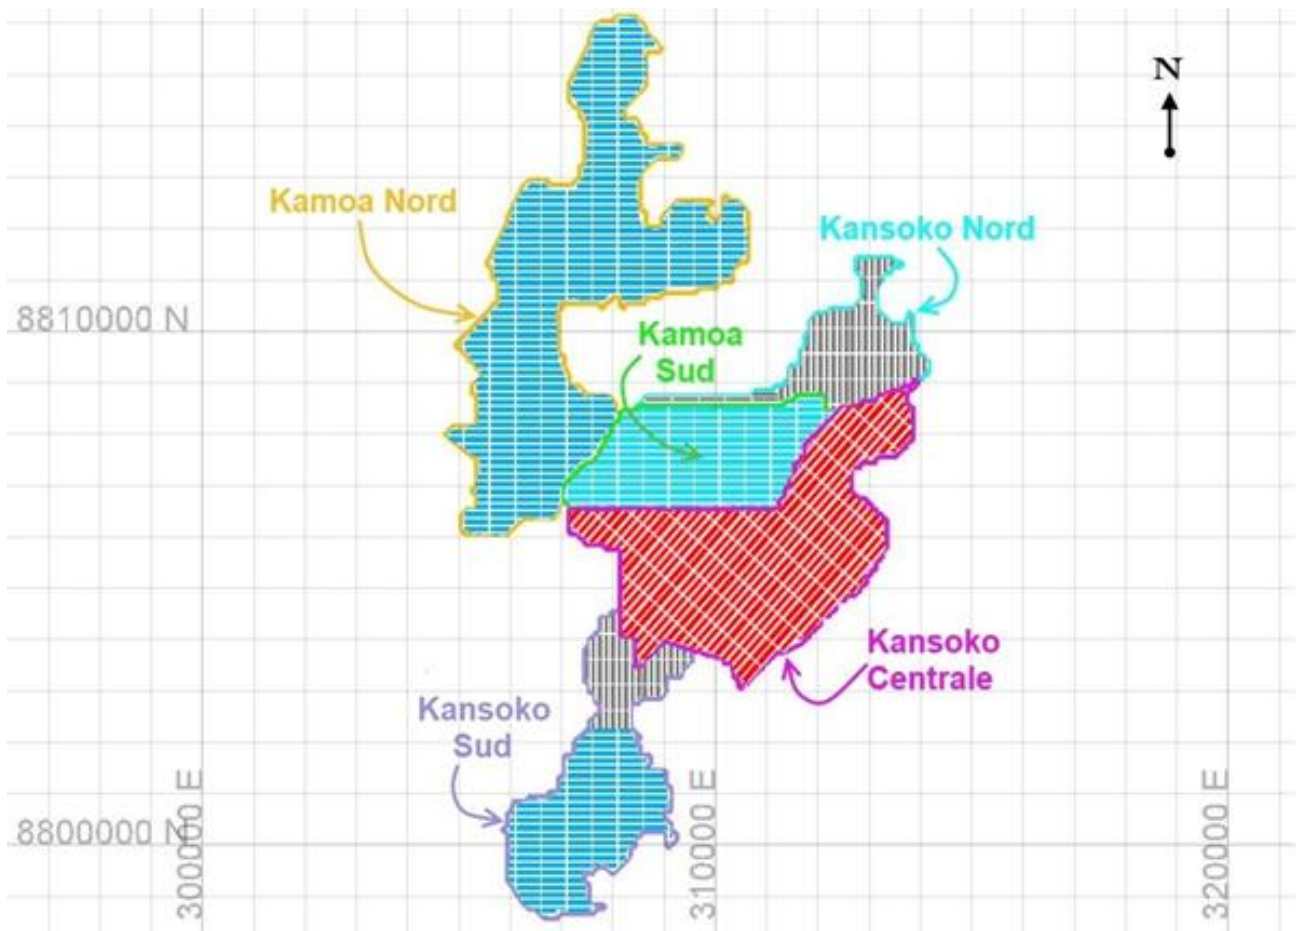 N
Kamoa Nord
Kansoko Nord
8810000 N
Kamoa
Sud
Kansoko
Centrale
Kansoko
Sud
8800000 N
300000 E
310000 E
320000 E